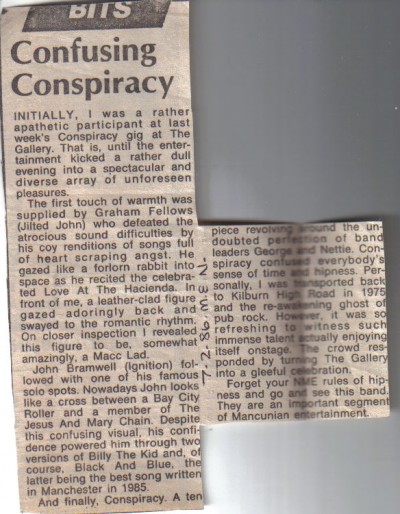 BITS
Confusing
Conspiracy
INITIALLY, I was a rather
apathetic participant at last
week's Conspiracy gig at The
Gallery. That is, until the enter-
tainment kicked a rather dull
evening into a spectacular and
diverse array of unforeseen
pleasures.
The first touch of warmth was
supplied by Graham Fellows
(Jilted John) who defeated the
atrocious sound difficulties by
his coy renditions of songs full
of heart scraping angst. He
gazed like a forlorn rabbit into
space as he recited the celebra-
ted Love At The Hacienda. In
front of me, a leather-clad figure
gazed adoringly back and
swayed to the romantic rhythm.
On closer inspection I revealed
this figure to be, somewhat
amazingly, a Macc Lad.
John Bramwell (Ignition) fol-
lowed with one of his famous
solo spots. Nowadays John looks
like a cross between a Bay City
Roller and a member of The
Jesus And Mary Chain. Despite
this confusing visual, his confi-
dence powered him through two
versions of Billy The Kid and, of
course, Black And Blue, the
latter being the best song written
in Manchester in 1985.
And finally, Conspiracy. A ten
piece revolving around the un-
doubted perfection of band
leaders George and Nettie. Con-
spiracy confused everybody's
sense of time and hipness. Per-
sonally, I was transported back
to Kilburn High Road in 1975
and the re-awakening ghost of
pub rock. However, it was so
refreshing to witness such
immense talent actually enjoying
itself onstage. The crowd res-
ponded by turning The Gallery
into a gleeful celebration.
Forget your NME rules of hip-
ness and go and see this band.
They are an important segment
of Mancunian entertainment.
7-2.86. M.E.N.